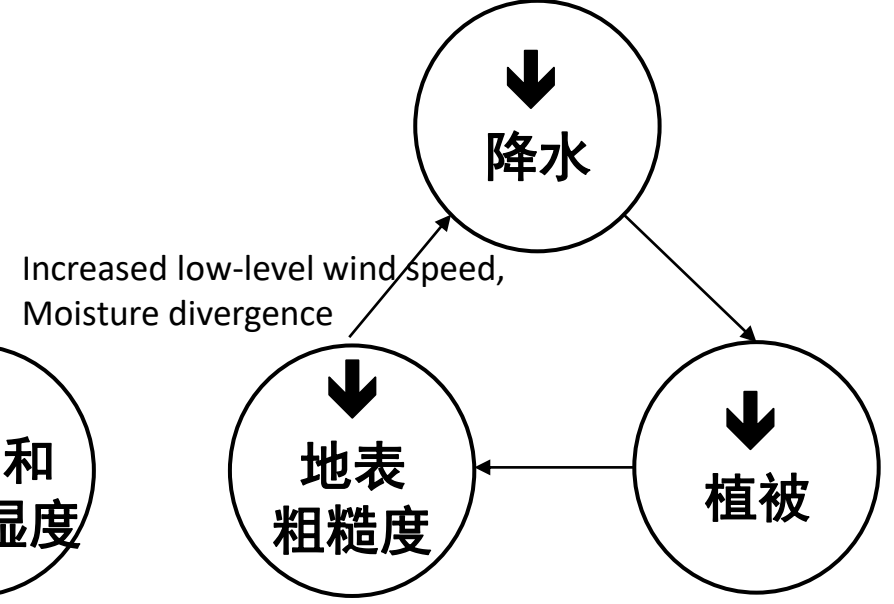 降水
Increased low-level wind speed,
Moisture divergence
和
湿度
地表
粗糙度
植被